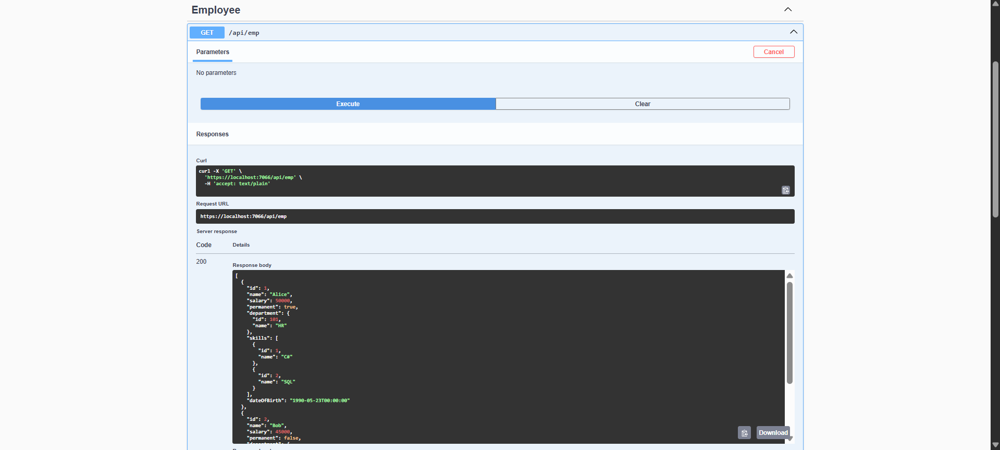 Employee
GET /api/emp
Parameters
Cancel
No parameters
Execute
Clear
Responses
Curl
curl -X 'GET' \
  'https://localhost:7066/api/emp' \
  -H 'accept: text/plain'
Request URL
https://localhost:7066/api/emp
Server response
Code Details
200
Response body
[
  {
    "id": 1,
    "name": "Alice",
    "salary": 50000,
    "permanent": true,
    "department": {
      "id": 101,
      "name": "HR"
    },
    "skills": [
      {
        "id": 1,
        "name": "C#"
      },
      {
        "id": 2,
        "name": "SQL"
      }
    ],
    "dateOfBirth": "1990-05-23T00:00:00"
  },
  {
    "id": 2,
    "name": "Bob",
    "salary": 45000,
    "permanent": false,
    "department": {
Download